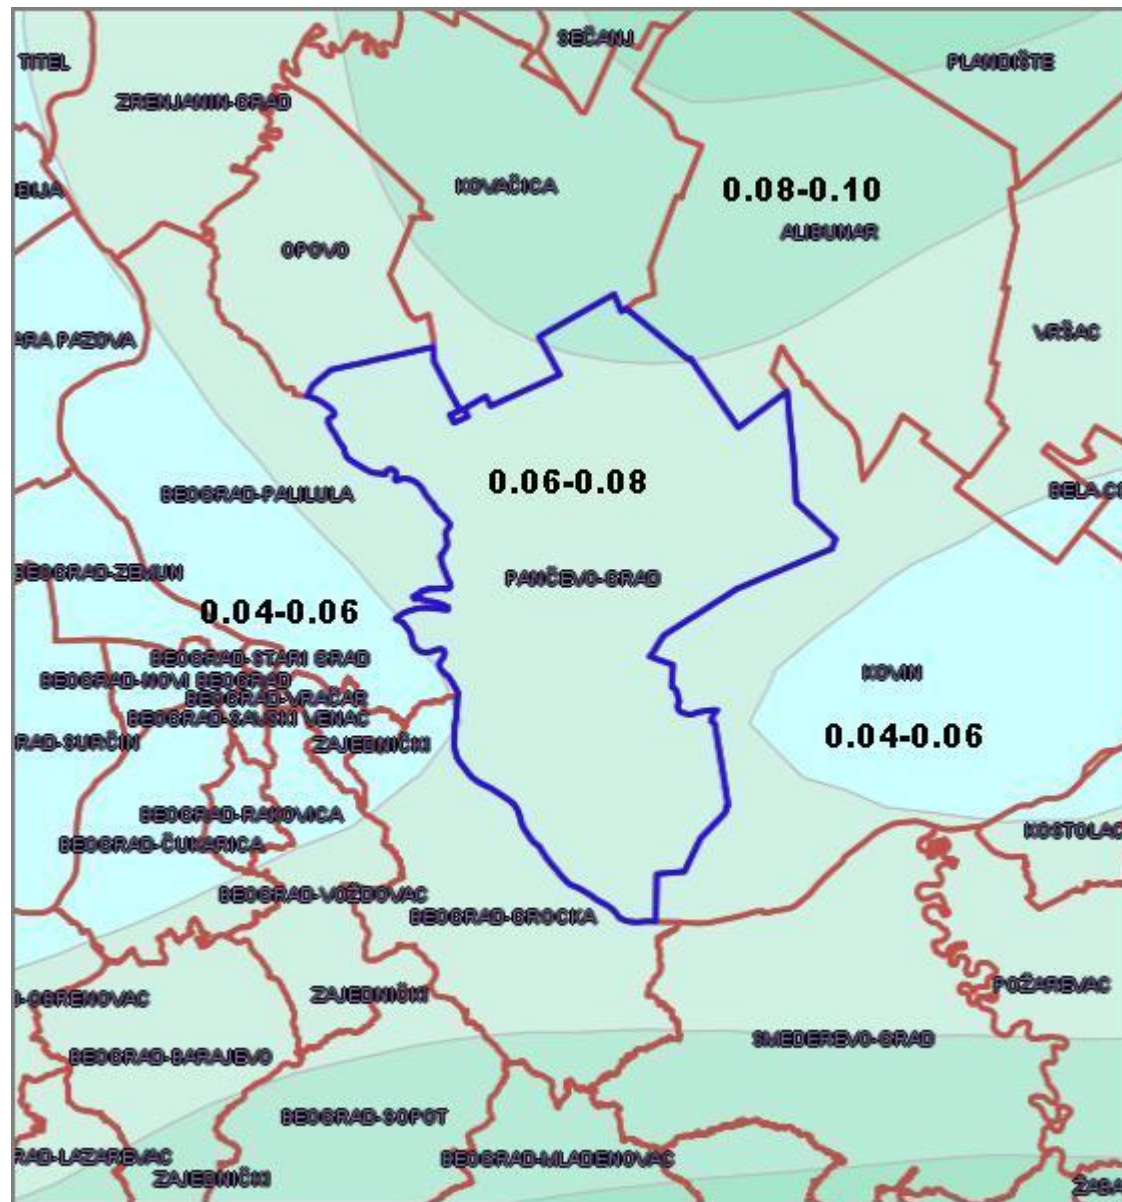 SEČANJ
TITEL
PLANDIŠTE
ZRENJANIN-GRAD
KOVAČICA
0.08-0.10
ALIBUNAR
OPOVO
VRŠAC
PAZOVA
0.06-0.08
BEOGRAD-PALILULA
BELA
BEOGRAD-ZEMUN
PANČEVO-GRAD
0.04-0.06
BEOGRAD-STARI GRAD
KOVIN
BEOGRAD-NOVI BEOGRAD
BEOGRAD-VRAČAR
BEOGRAD-SAVSKI VENAC
0.04-0.06
RAD-SURČIN
ZAJEDNIČKI
BEOGRAD-RAKOVICA
KOSTOLAC
BEOGRAD-ČUKARICA
BEOGRAD-VOŽDOVAC
BEOGRAD-GROCKA
POŽAREVAC
ZAJEDNIČKI
-OBRENOVAC
SMEDEREVO-GRAD
BEOGRAD-BARAJEVO
BEOGRAD-SOPOT
RAD-LAZAREVAC
BEOGRAD-MLADENOVAC
ZAJEDNIČKI
ŽABA